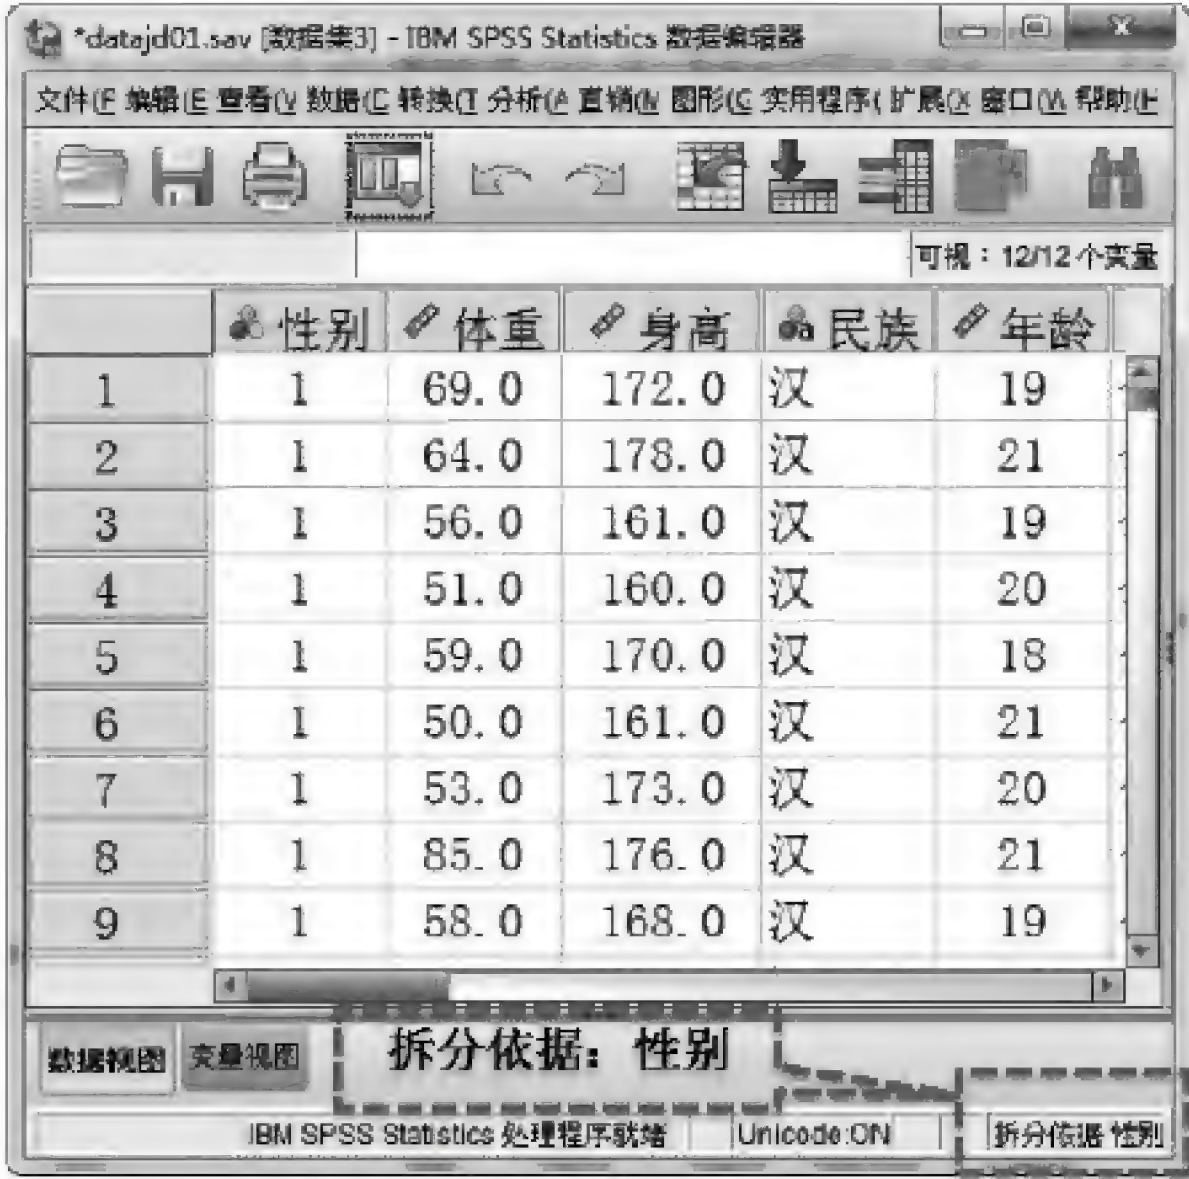 *datajd01.sav [数据集3] - IBM SPSS Statistics 数据编辑器
文件(F 编辑(E 查看(V 数据(D 转换(T 分析(A 直销(M 图形(G 实用程序( 扩展(X 窗口(W 帮助(H
可视：12/12 个变量
性别 体重 身高 民族 年龄
1 1 69.0 172.0 汉 19
2 1 64.0 178.0 汉 21
3 1 56.0 161.0 汉 19
4 1 51.0 160.0 汉 20
5 1 59.0 170.0 汉 18
6 1 50.0 161.0 汉 21
7 1 53.0 173.0 汉 20
8 1 85.0 176.0 汉 21
9 1 58.0 168.0 汉 19
数据视图 变量视图 拆分依据：性别
IBM SPSS Statistics 处理程序就绪 Unicode:ON 拆分依据 性别